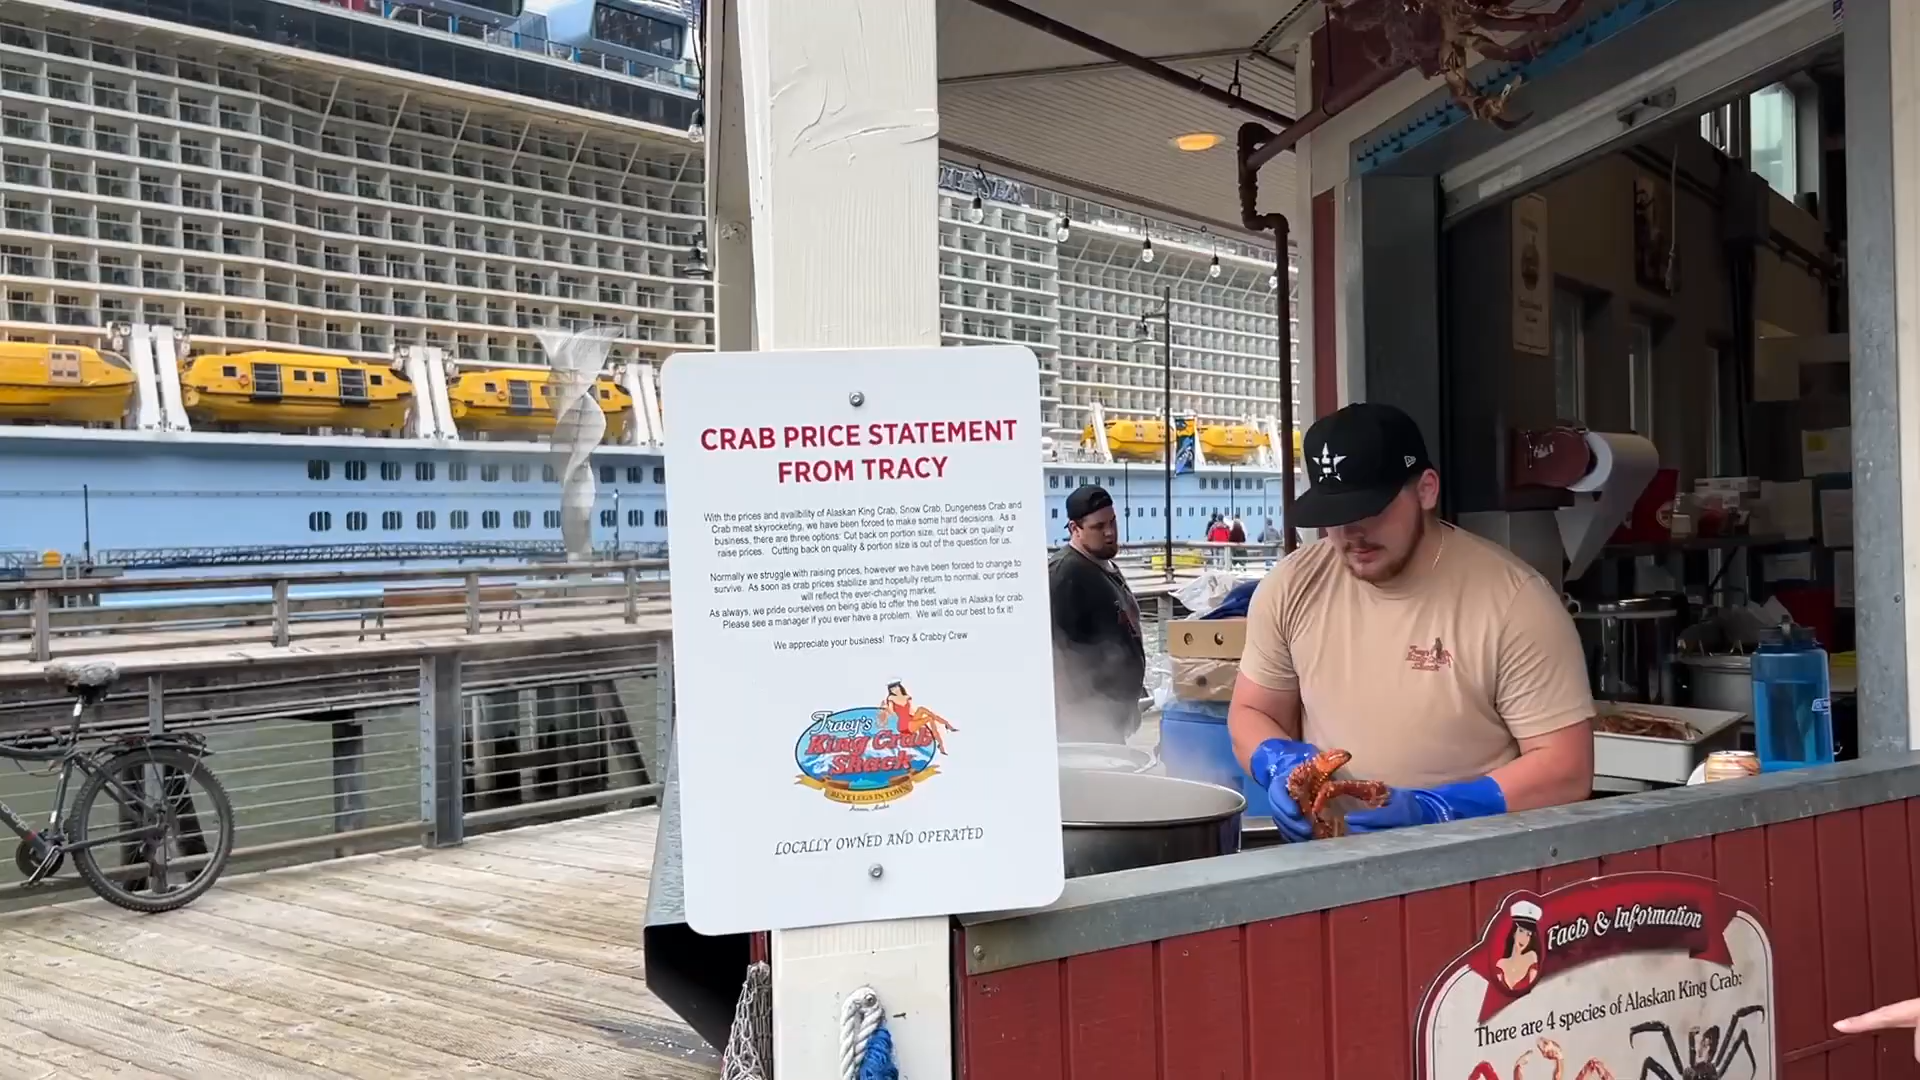 CRAB PRICE STATEMENT
FROM TRACY
With the prices and availbility of Alaskan King Crab, Snow Crab, Dungeness Crab and
Crab meat skyrocketing, we have been forced to make some hard decisions. As a
business, there are three options: Cut back on portion size, cut back on quality or
raise prices. Cutting back on quality & portion size is out of the question for us.
Normally we struggle with raising prices, however we have been forced to change to
survive. As soon as crab prices stabilize and hopefully return to normal, our prices
will reflect the ever-changing market.
As always, we pride ourselves on being able to offer the best value in Alaska for crab.
Please see a manager if you ever have a problem. We will do our best to fix it!
We appreciate your business! Tracy & Crabby Crew
Tracy's
King Crab
Shack
BEST LEGS IN TOWN
Juneau, Alaska
LOCALLY OWNED AND OPERATED
Facts & Information
There are 4 species of Alaskan King Crab: